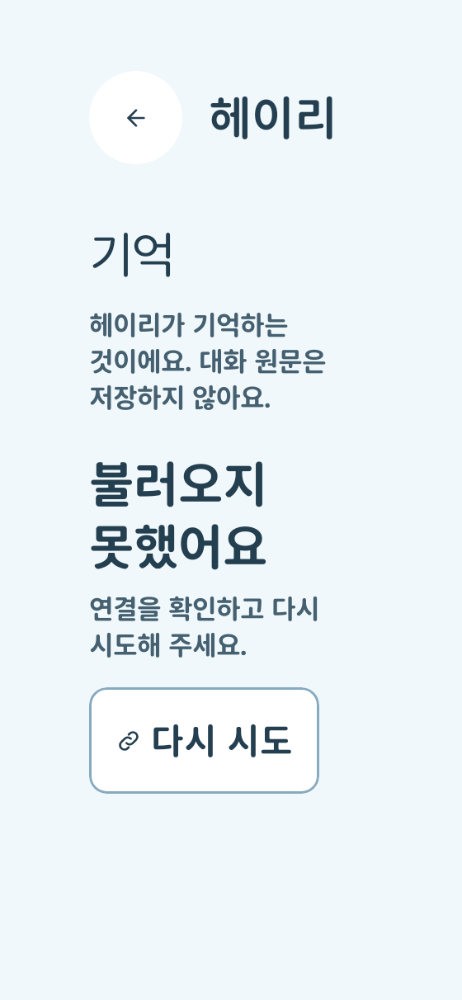 헤이리
기억
헤이리가 기억하는
것이에요. 대화 원문은
저장하지 않아요.
불러오지
못했어요
연결을 확인하고 다시
시도해 주세요.
다시 시도